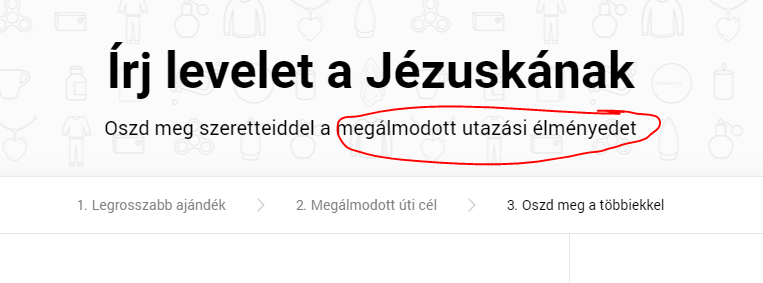 Írj levelet a Jézuskának
Oszd meg szeretteiddel a megálmodott utazási élményedet
1. Legrosszabb ajándék 2. Megálmodott úti cél 3. Oszd meg a többiekkel